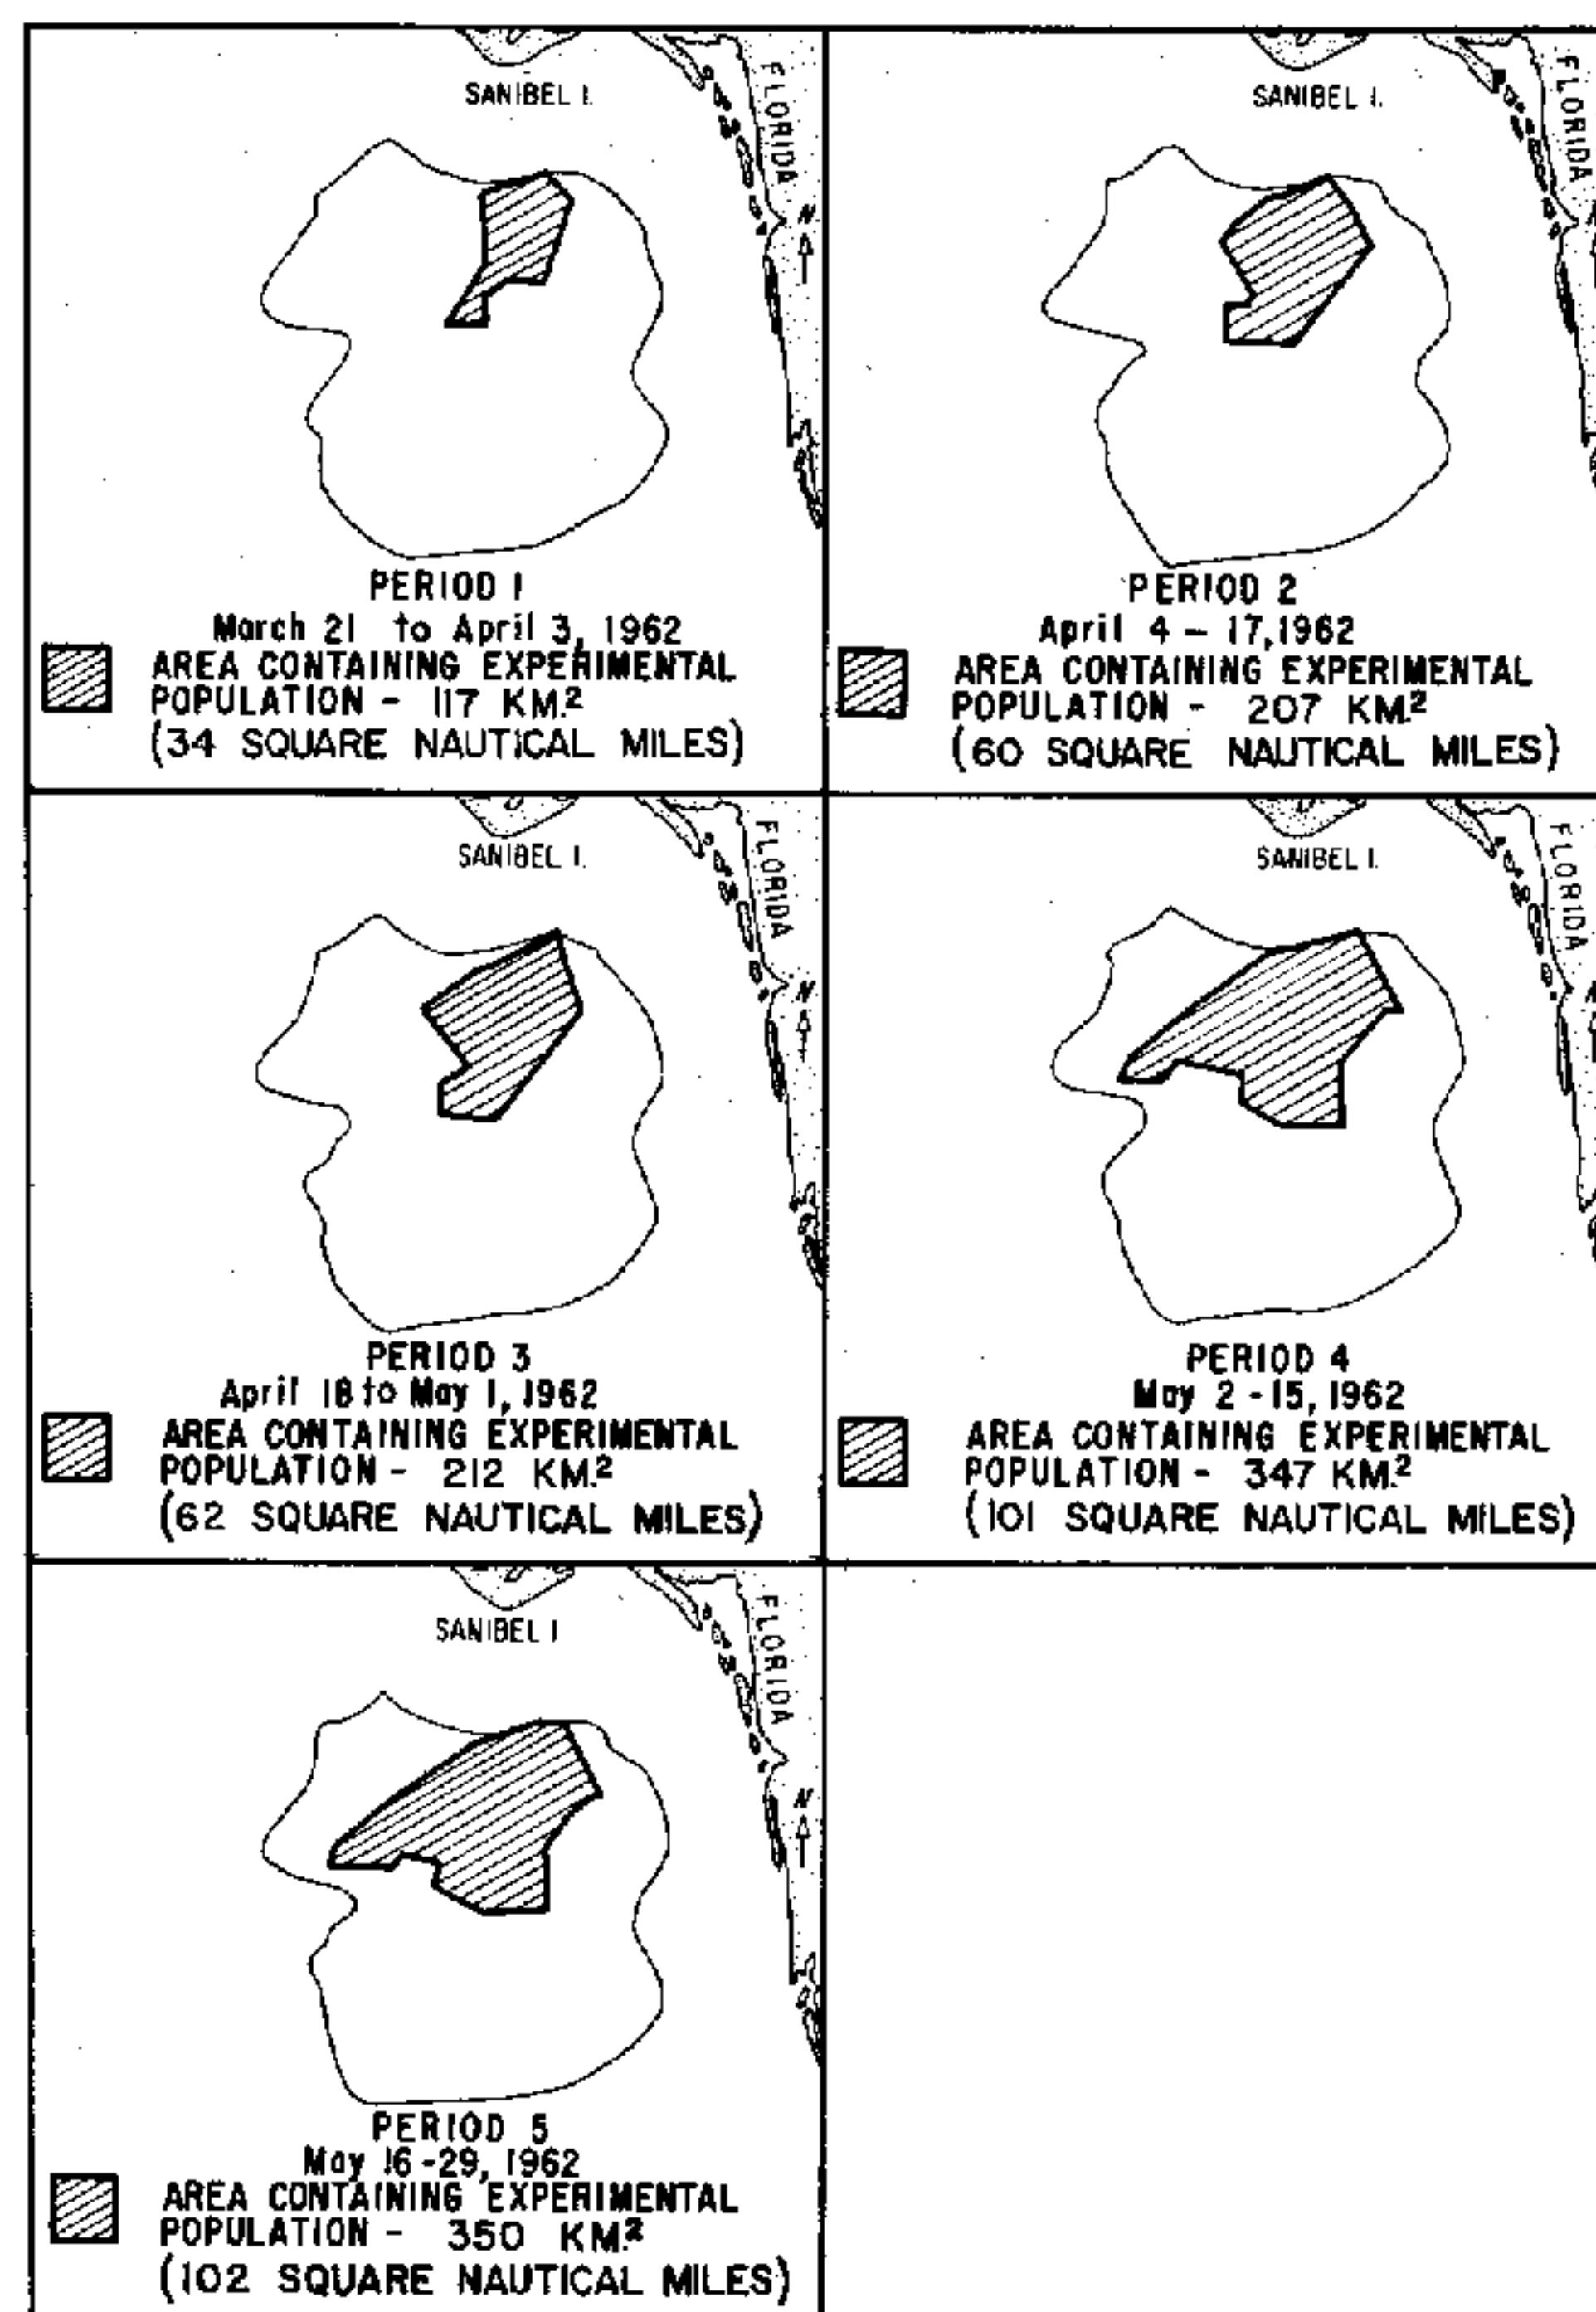 SANIBEL I.
FLORIDA
N
PERIOD 1
March 21 to April 3, 1962
AREA CONTAINING EXPERIMENTAL
POPULATION - 117 KM.²
(34 SQUARE NAUTICAL MILES)
SANIBEL I.
FLORIDA
PERIOD 2
April 4 - 17, 1962
AREA CONTAINING EXPERIMENTAL
POPULATION - 207 KM.²
(60 SQUARE NAUTICAL MILES)
SANIBEL I.
FLORIDA
N
PERIOD 3
April 18 to May 1, 1962
AREA CONTAINING EXPERIMENTAL
POPULATION - 212 KM.²
(62 SQUARE NAUTICAL MILES)
SANIBEL I.
FLORIDA
PERIOD 4
May 2 - 15, 1962
AREA CONTAINING EXPERIMENTAL
POPULATION - 347 KM.²
(101 SQUARE NAUTICAL MILES)
SANIBEL I
FLORIDA
N
PERIOD 5
May 16 - 29, 1962
AREA CONTAINING EXPERIMENTAL
POPULATION - 350 KM.²
(102 SQUARE NAUTICAL MILES)